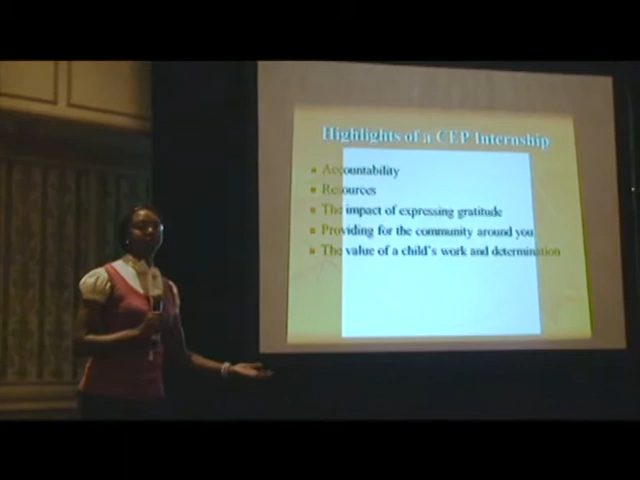 Highlights of a CEP Internship
Accountability
Resources
The impact of expressing gratitude
Providing for the community around you
The value of a child's work and determination